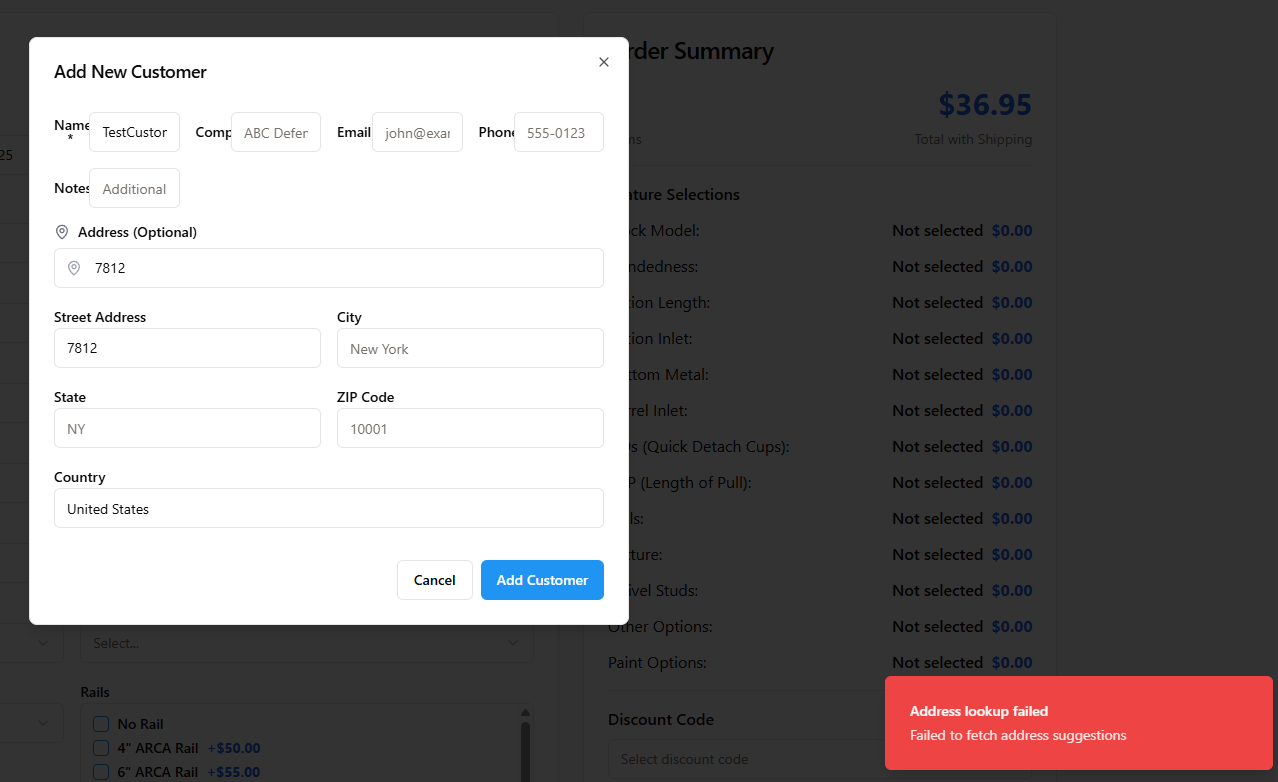 Add New Customer
Name
*
TestCustor
Comp
ABC Defer
Email
john@exar
Phone
555-0123
Notes
Additional
Address (Optional)
7812
Street Address
City
7812
New York
State
ZIP Code
NY
10001
Country
United States
Cancel
Add Customer
25
rder Summary
$36.95
ms
Total with Shipping
ature Selections
ck Model:
Not selected $0.00
ndedness:
Not selected $0.00
tion Length:
Not selected $0.00
tion Inlet:
Not selected $0.00
ttom Metal:
Not selected $0.00
rrel Inlet:
Not selected $0.00
s (Quick Detach Cups):
Not selected $0.00
P (Length of Pull):
Not selected $0.00
ls:
Not selected $0.00
ture:
Not selected $0.00
ivel Studs:
Not selected $0.00
Other Options:
Not selected $0.00
Paint Options:
Not selected $0.00
Select...
Rails
No Rail
4" ARCA Rail +$50.00
6" ARCA Rail +$55.00
Discount Code
Select discount code
Address lookup failed
Failed to fetch address suggestions